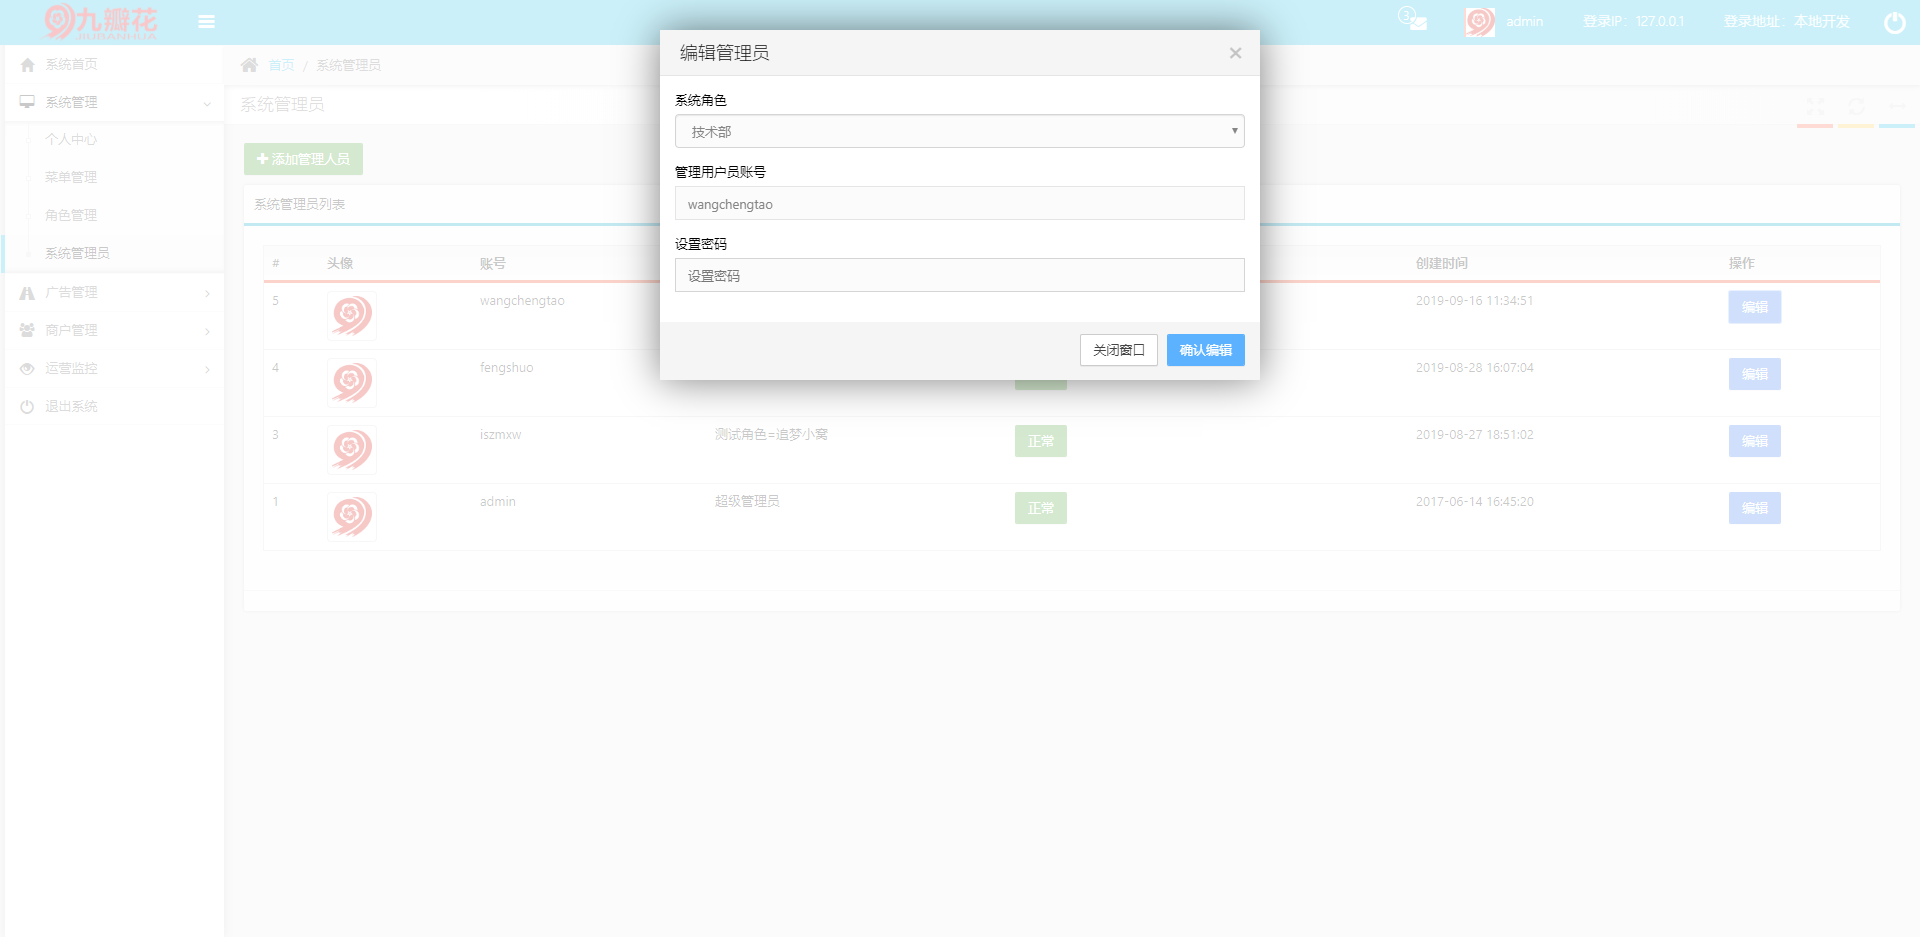 九瓣花
JIUBANHUA
3
admin
登录IP：127.0.0.1
登录地址：本地开发
系统首页
系统管理
个人中心
菜单管理
角色管理
系统管理员
广告管理
商户管理
运营监控
退出系统
首页 / 系统管理员
系统管理员
添加管理人员
系统管理员列表
# 头像 账号 创建时间 操作
5 wangchengtao 2019-09-16 11:34:51 编辑
4 fengshuo 2019-08-28 16:07:04 编辑
3 iszmxw 测试角色=追梦小窝 正常 2019-08-27 18:51:02 编辑
1 admin 超级管理员 正常 2017-06-14 16:45:20 编辑
编辑管理员 ×
系统角色
技术部
管理用户员账号
wangchengtao
设置密码
设置密码
关闭窗口 确认编辑